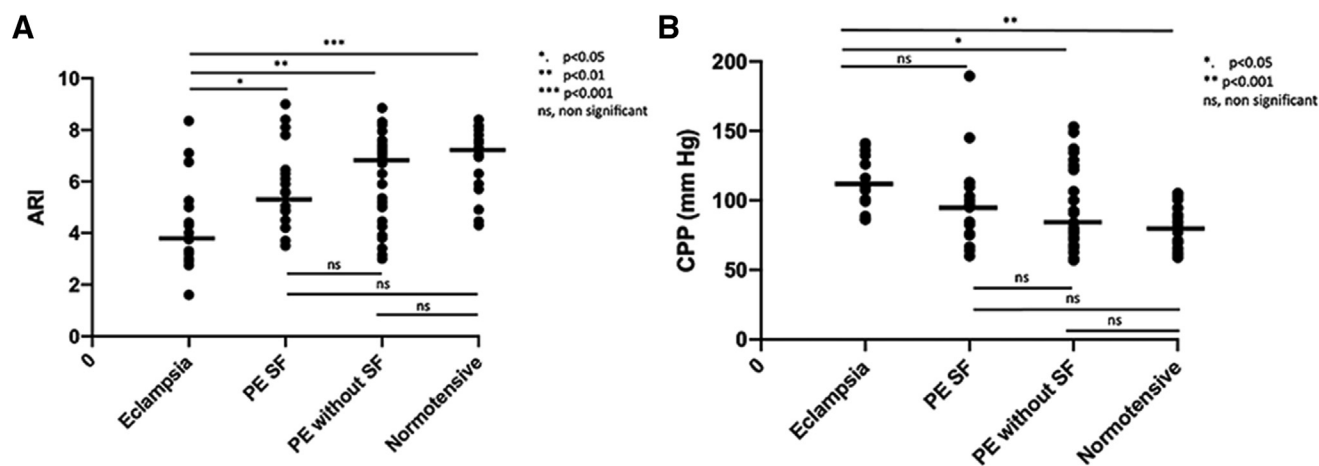 A
***
**
*
*. p<0.05
** p<0.01
*** p<0.001
ns, non significant
10
8
6
4
2
0
ARI
ns
ns
ns
0
Eclampsia
PE SF
PE without SF
Normotensive
B
**
*
ns
*. p<0.05
** p<0.001
ns, non significant
200
150
100
50
0
CPP (mm Hg)
ns
ns
ns
0
Eclampsia
PE SF
PE without SF
Normotensive